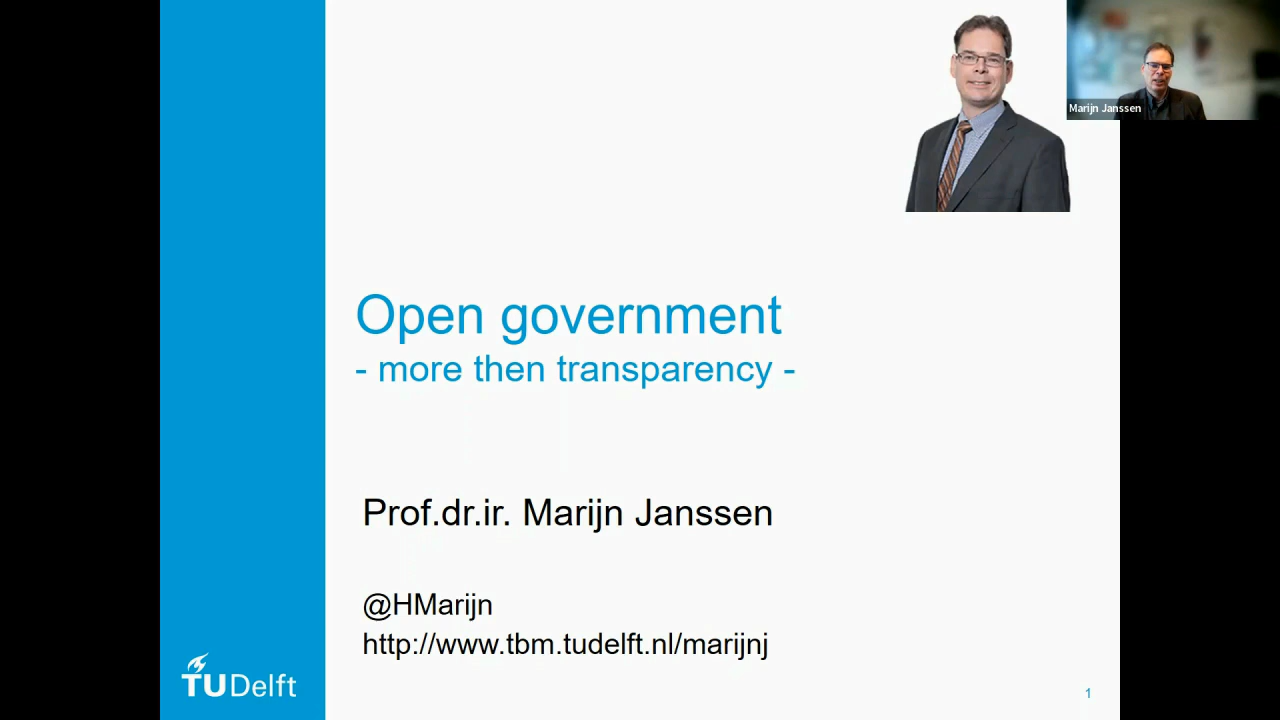 Marijn Janssen
Open government
- more then transparency -
Prof.dr.ir. Marijn Janssen
@HMarijn
http://www.tbm.tudelft.nl/marijnj
TUDelft
1